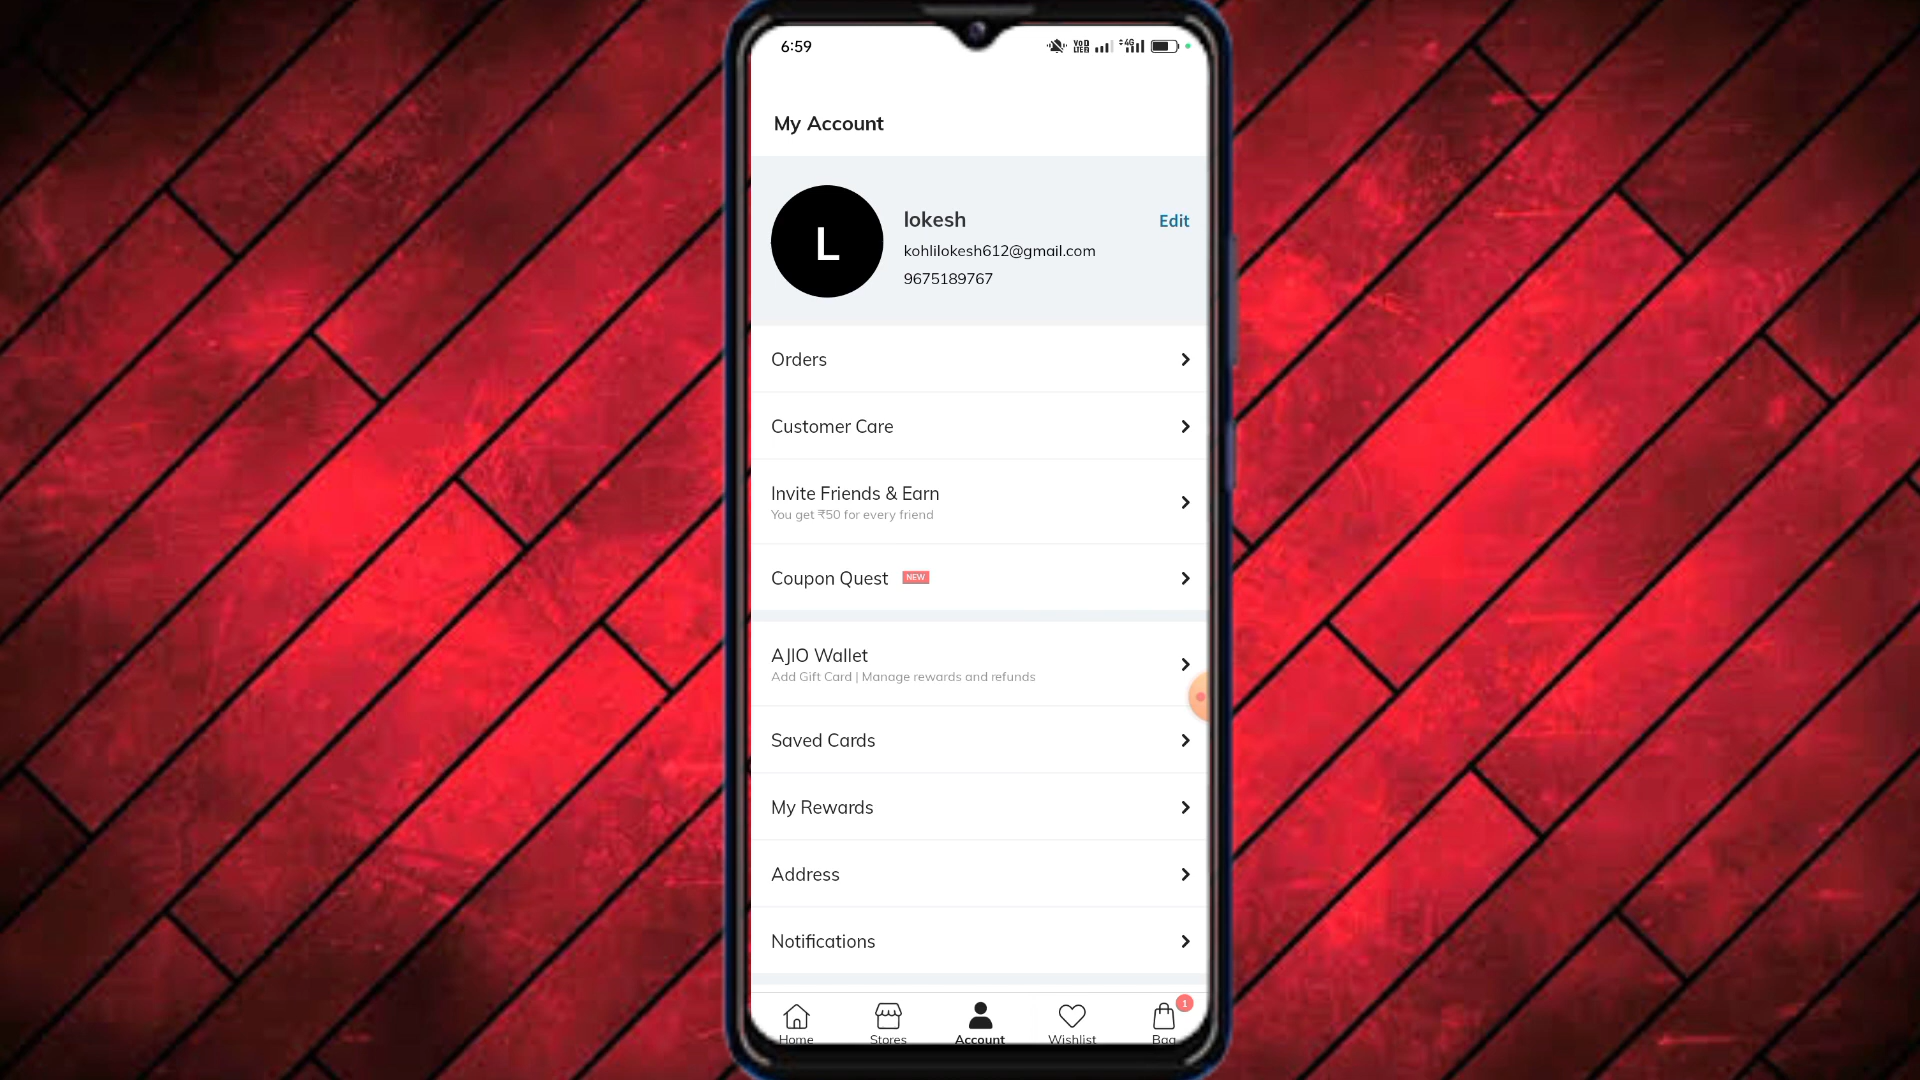 6:59
4G
My Account
L
lokesh
Edit
kohlilokesh612@gmail.com
9675189767
Orders
Customer Care
Invite Friends & Earn
You get ₹50 for every friend
Coupon Quest NEW
AJIO Wallet
Add Gift Card | Manage rewards and refunds
Saved Cards
My Rewards
Address
Notifications
1
Home Stores Account Wishlist Bag